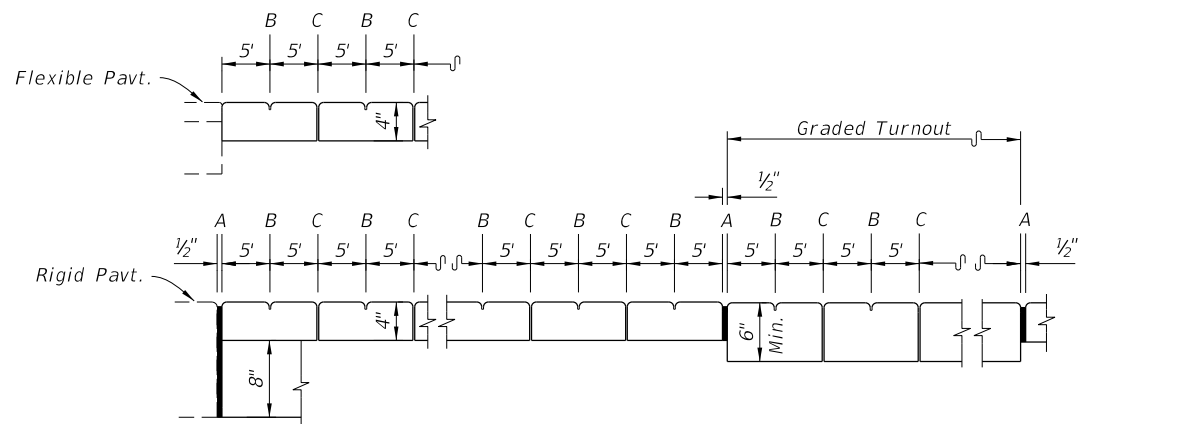 B C B C
5' 5' 5' 5'
Flexible Pavt.
4"
Graded Turnout
½"
A B C B C B C B C B A B C B C A
½" 5' 5' 5' 5' 5' 5' 5' 5' 5' 5' 5' 5' 5' ½"
Rigid Pavt.
4"
6"
Min.
8"